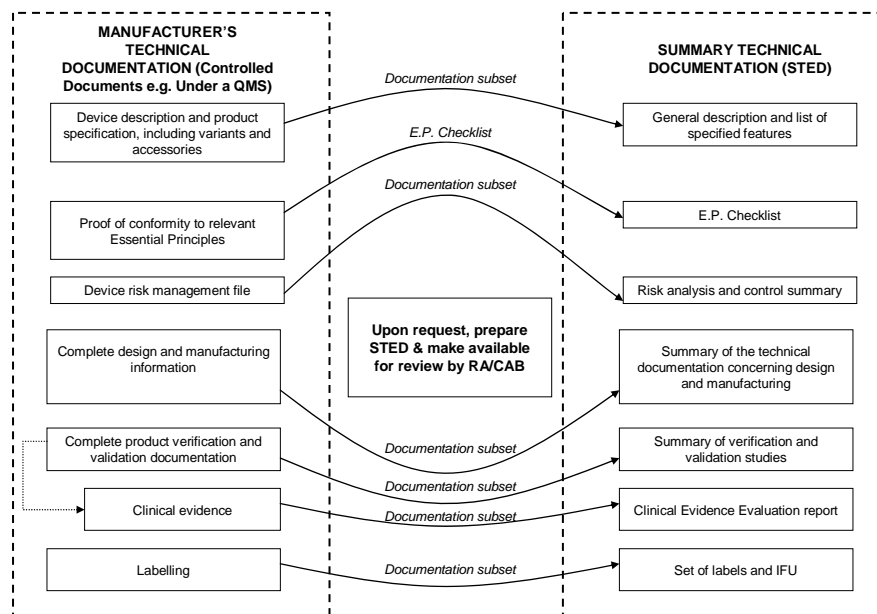 MANUFACTURER'S
TECHNICAL
DOCUMENTATION (Controlled
Documents e.g. Under a QMS)
Device description and product
specification, including variants and
accessories
Proof of conformity to relevant
Essential Principles
Device risk management file
Complete design and manufacturing
information
Complete product verification and
validation documentation
Clinical evidence
Labelling
Documentation subset
E.P. Checklist
Documentation subset
Upon request, prepare
STED & make available
for review by RA/CAB
Documentation subset
Documentation subset
Documentation subset
Documentation subset
SUMMARY TECHNICAL
DOCUMENTATION (STED)
General description and list of
specified features
E.P. Checklist
Risk analysis and control summary
Summary of the technical
documentation concerning design
and manufacturing
Summary of verification and
validation studies
Clinical Evidence Evaluation report
Set of labels and IFU